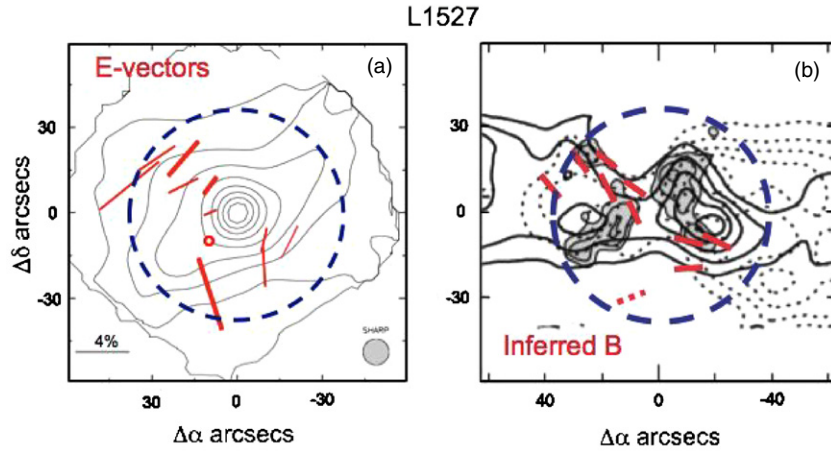 L1527
E-vectors
(a)
(b)
30
0
-30
30
0
-30
Δδ arcsecs
4%
SHARP
Inferred B
30
0
-30
40
0
-40
Δα arcsecs
Δα arcsecs